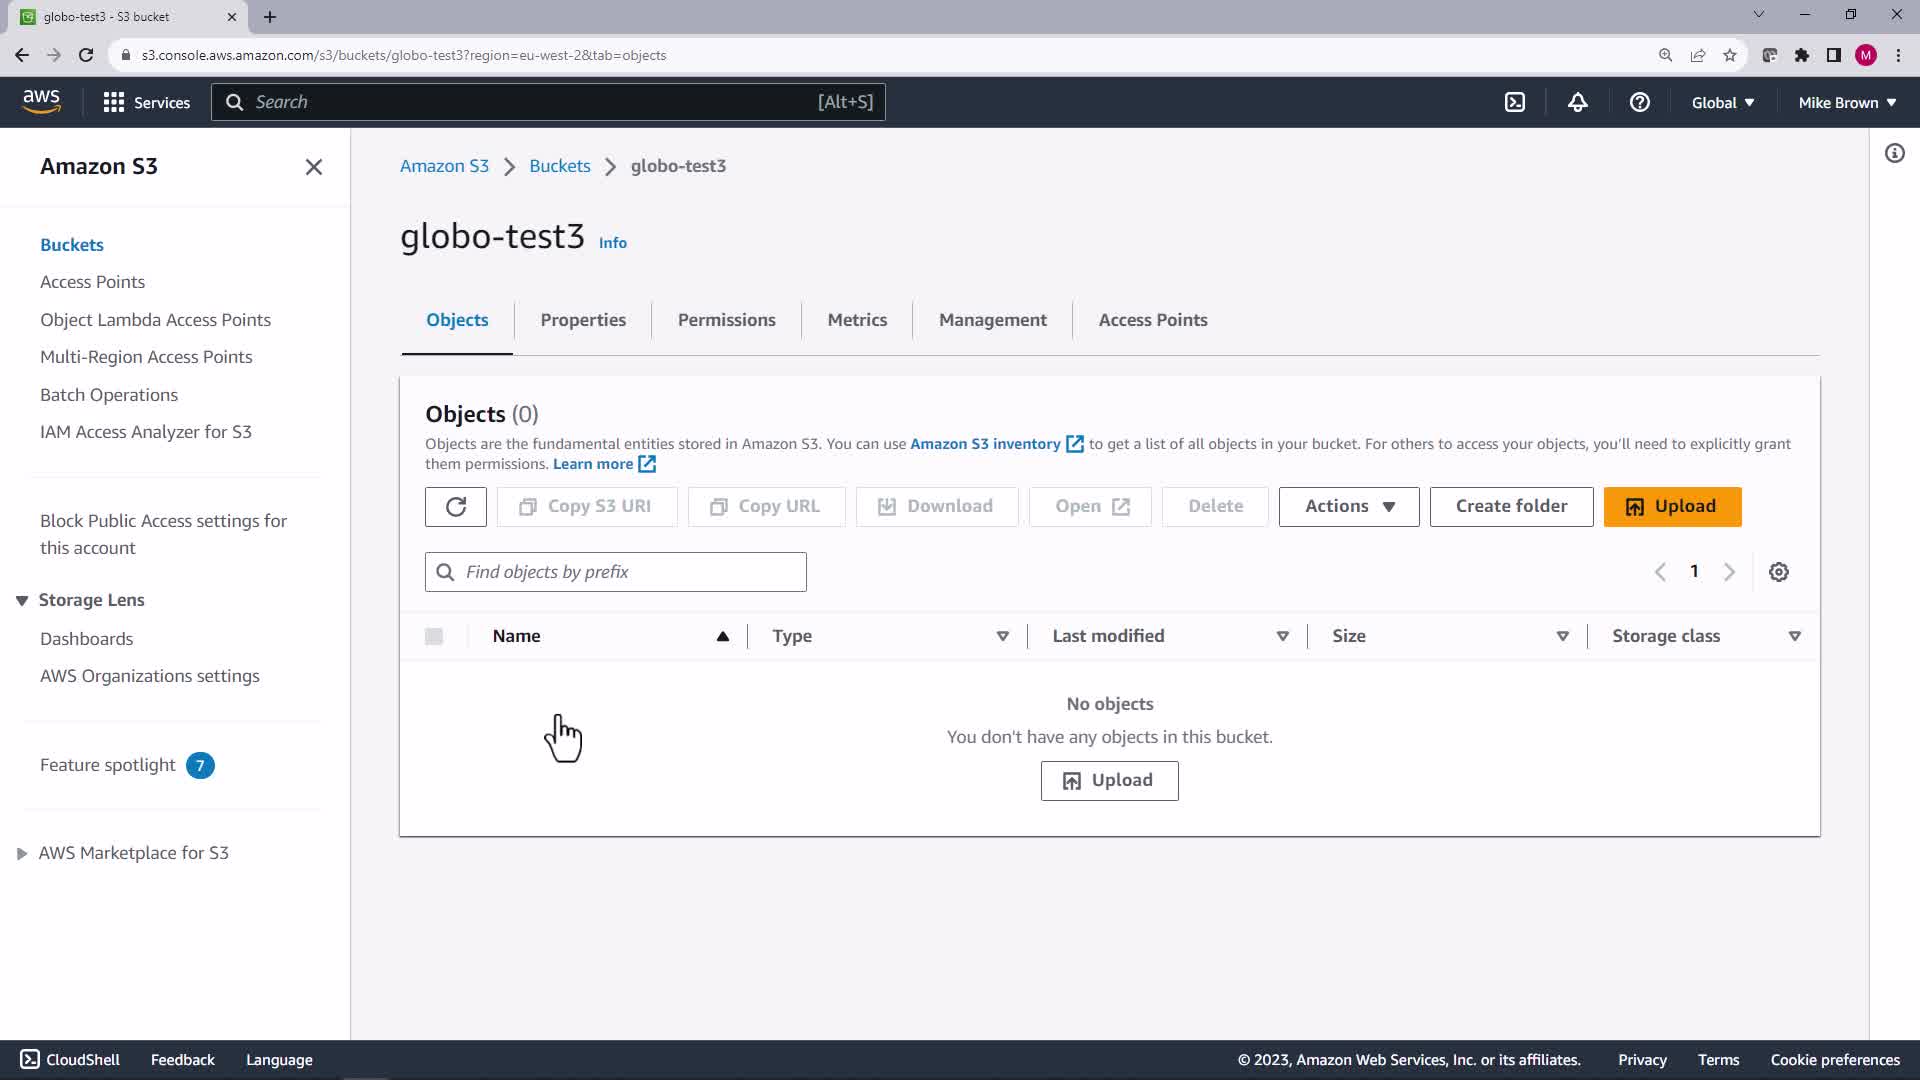 globo-test3 - S3 bucket
s3.console.aws.amazon.com/s3/buckets/globo-test3?region=eu-west-2&tab=objects
M
aws
Services
Search
[Alt+S]
Global
Mike Brown
Amazon S3
Buckets
Access Points
Object Lambda Access Points
Multi-Region Access Points
Batch Operations
IAM Access Analyzer for S3
Block Public Access settings for
this account
Storage Lens
Dashboards
AWS Organizations settings
Feature spotlight 7
AWS Marketplace for S3
Amazon S3 > Buckets > globo-test3
globo-test3 Info
Objects
Properties
Permissions
Metrics
Management
Access Points
Objects (0)
Objects are the fundamental entities stored in Amazon S3. You can use Amazon S3 inventory to get a list of all objects in your bucket. For others to access your objects, you'll need to explicitly grant
them permissions. Learn more
Copy S3 URI
Copy URL
Download
Open
Delete
Actions
Create folder
Upload
Find objects by prefix
1
Name
Type
Last modified
Size
Storage class
No objects
You don't have any objects in this bucket.
Upload
CloudShell
Feedback
Language
© 2023, Amazon Web Services, Inc. or its affiliates.
Privacy
Terms
Cookie preferences